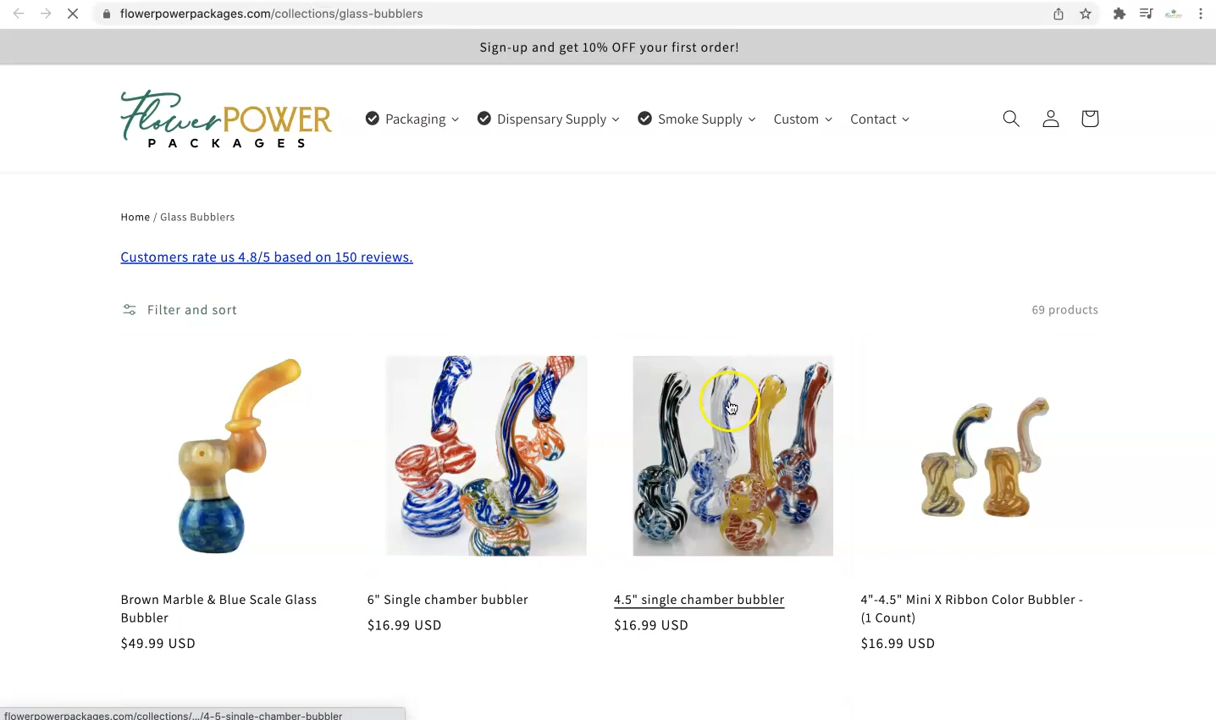 flowerpowerpackages.com/collections/glass-bubblers
Sign-up and get 10% OFF your first order!
Flower POWER
PACKAGES
Packaging
Dispensary Supply
Smoke Supply
Custom
Contact
Home / Glass Bubblers
Customers rate us 4.8/5 based on 150 reviews.
Filter and sort
69 products
Brown Marble & Blue Scale Glass
Bubbler
$49.99 USD
6" Single chamber bubbler
$16.99 USD
4.5" single chamber bubbler
$16.99 USD
4"-4.5" Mini X Ribbon Color Bubbler -
(1 Count)
$16.99 USD
flowerpowerpackages.com/collections/.../4-5-single-chamber-bubbler